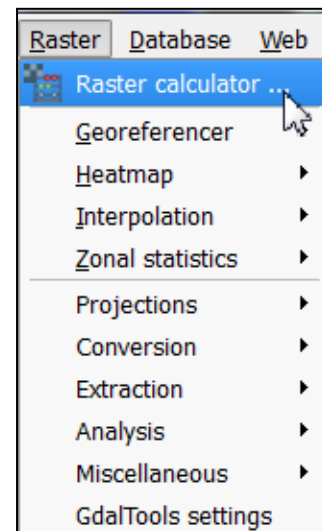 Raster Database Web
Raster calculator ...
Georeferencer
Heatmap
Interpolation
Zonal statistics
Projections
Conversion
Extraction
Analysis
Miscellaneous
GdalTools settings